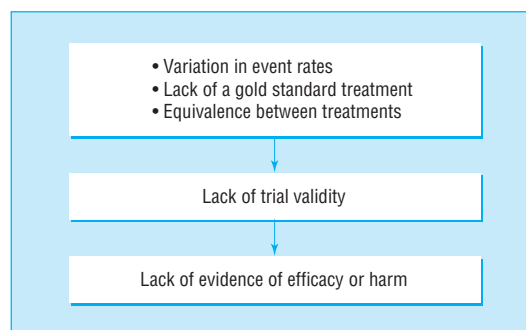 • Variation in event rates
• Lack of a gold standard treatment
• Equivalence between treatments
Lack of trial validity
Lack of evidence of efficacy or harm